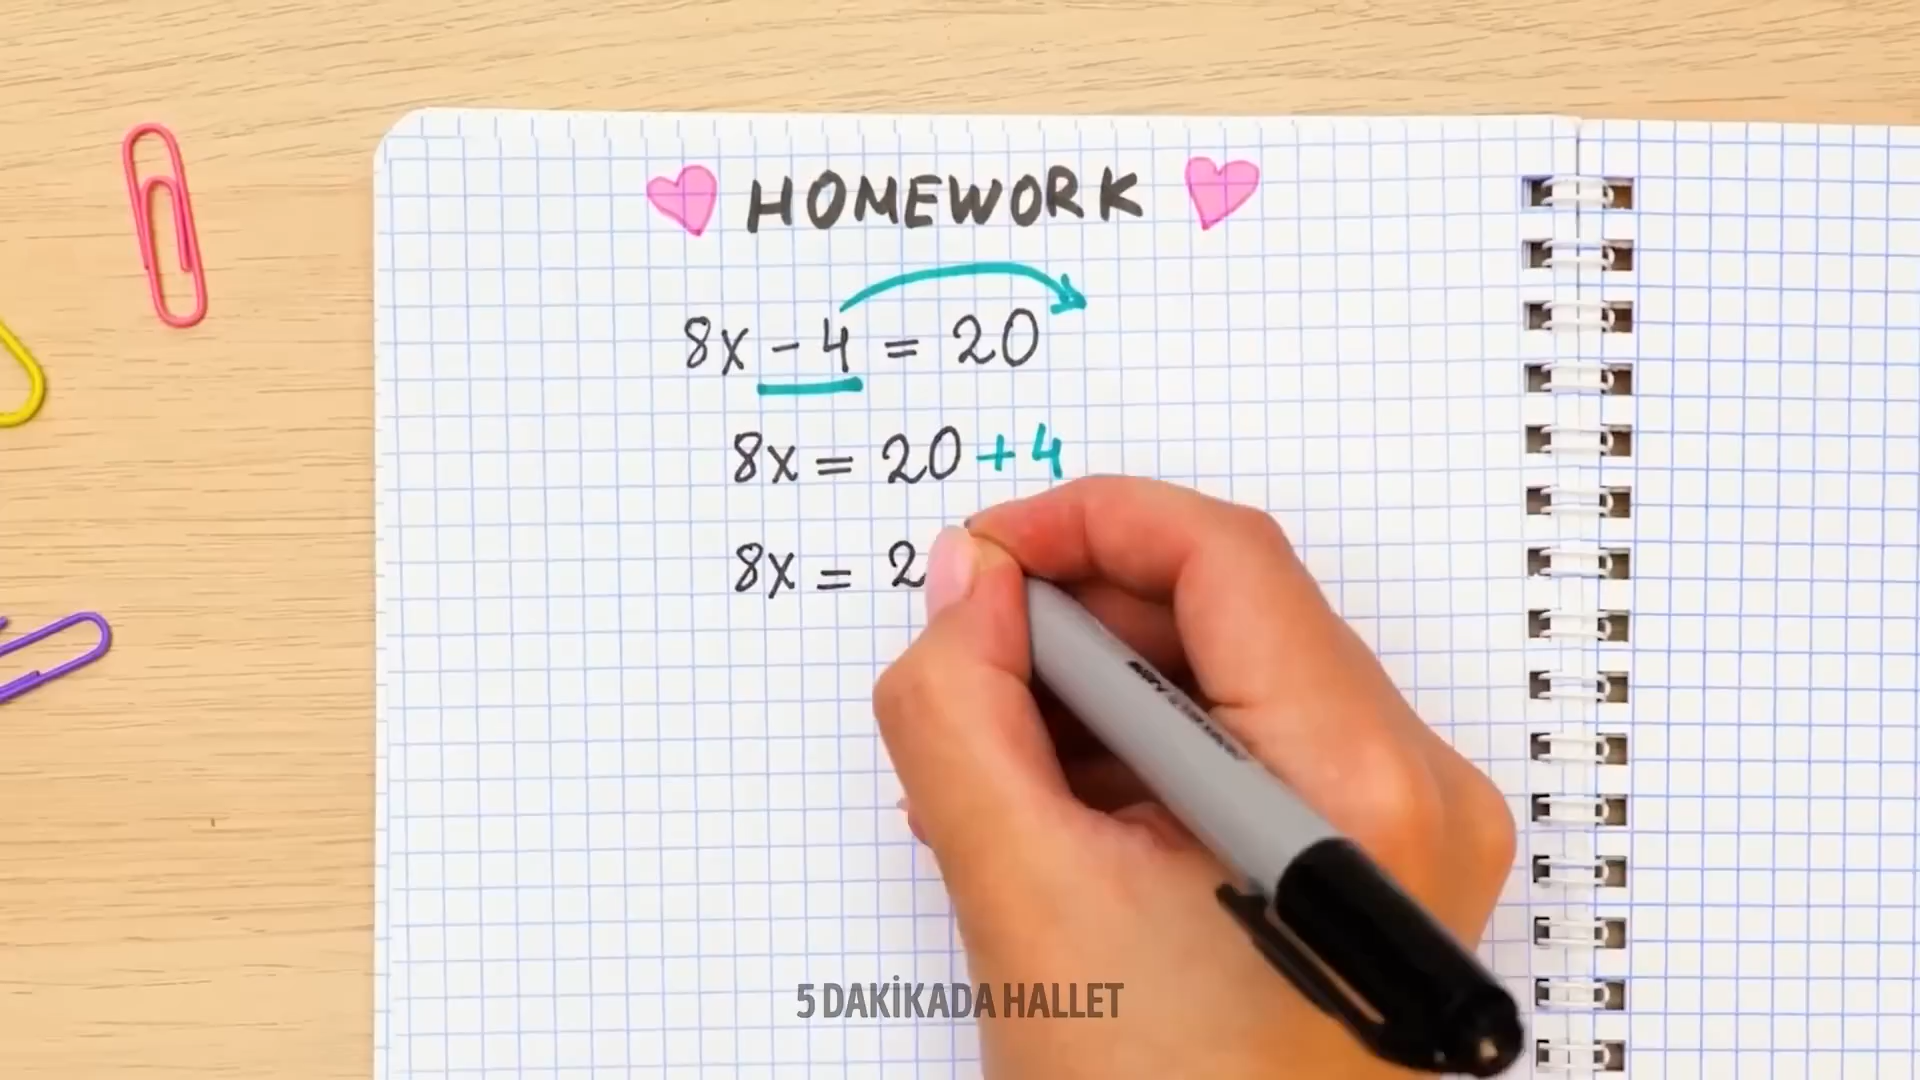 HOMEWORK
8x - 4 = 20
8x = 20 + 4
8x = 2
5 DAKİKADA HALLET